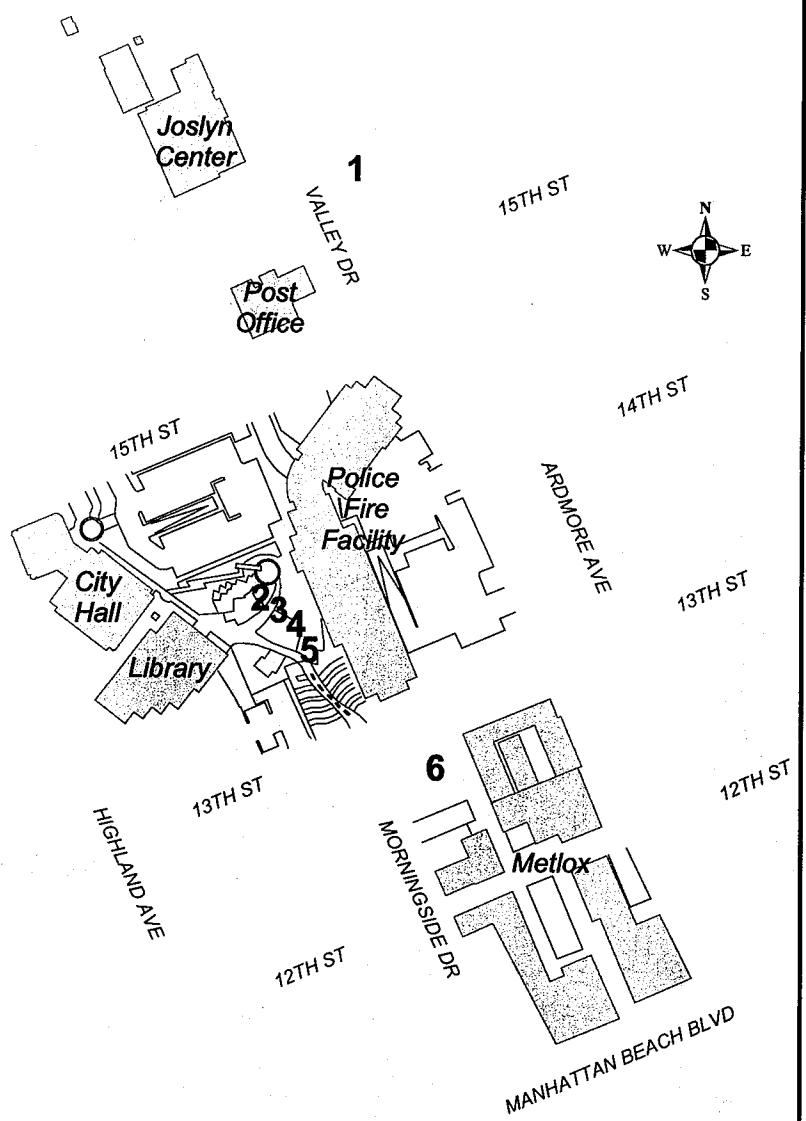 Joslyn
Center
1
VALLEY DR
15TH ST
N
W
E
S
Post
Office
14TH ST
15TH ST
Police
Fire
Facility
ARDMORE AVE
City
Hall
2
3
4
5
13TH ST
Library
6
12TH ST
13TH ST
HIGHLAND AVE
MORNINGSIDE DR
Metlox
12TH ST
MANHATTAN BEACH BLVD